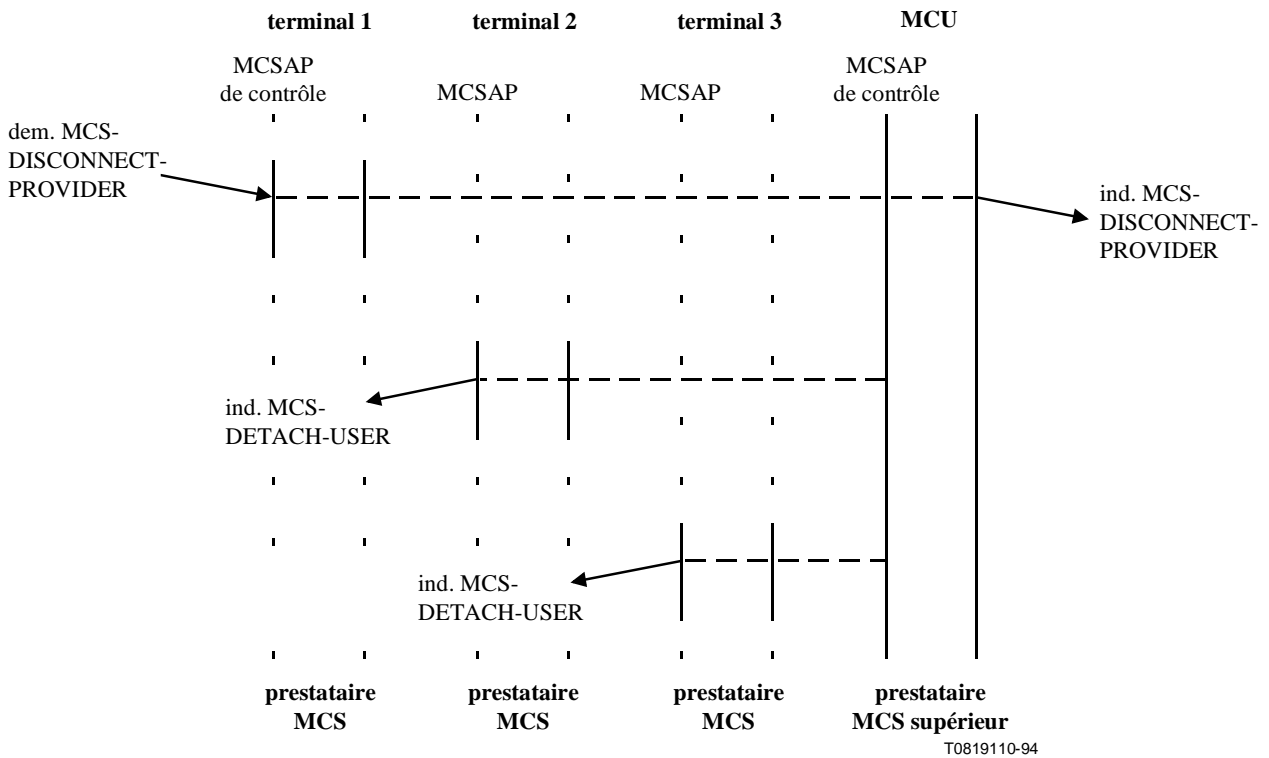 terminal 1
terminal 2
terminal 3
MCU
MCSAP
de contrôle
MCSAP
MCSAP
MCSAP
de contrôle
dem. MCS-
DISCONNECT-
PROVIDER
ind. MCS-
DISCONNECT-
PROVIDER
ind. MCS-
DETACH-USER
ind. MCS-
DETACH-USER
prestataire
MCS
prestataire
MCS
prestataire
MCS
prestataire
MCS supérieur
T0819110-94